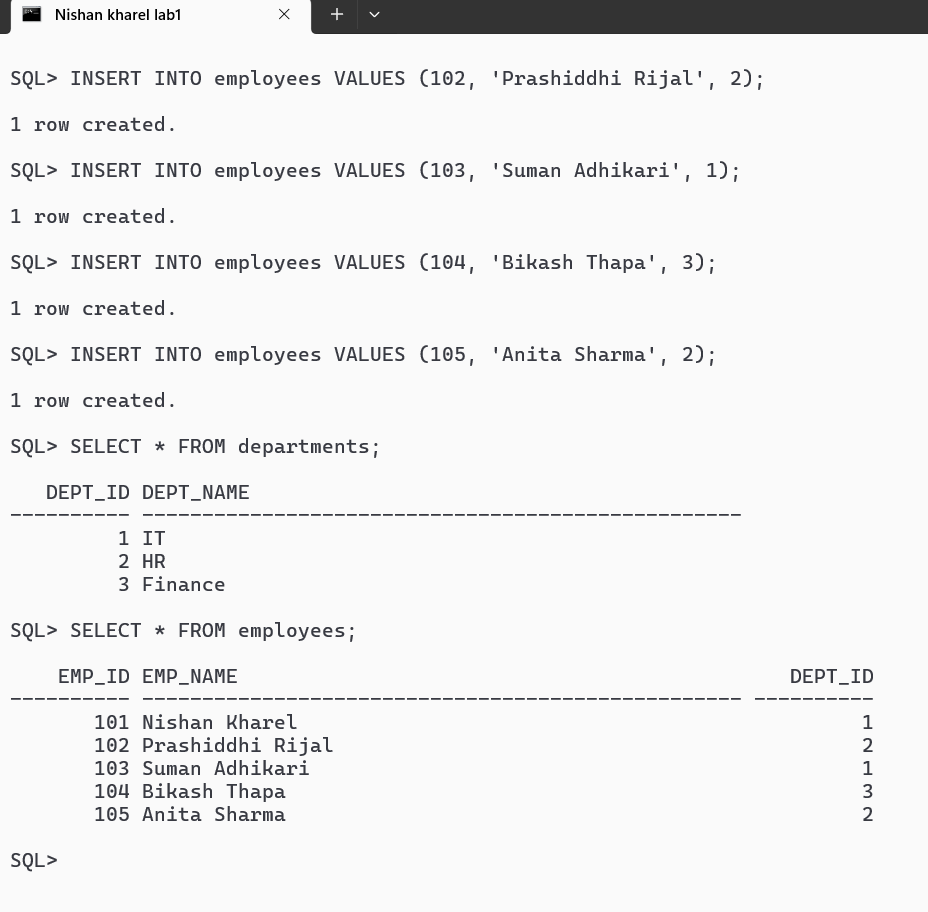 Nishan kharel lab1
SQL> INSERT INTO employees VALUES (102, 'Prashiddhi Rijal', 2);
1 row created.
SQL> INSERT INTO employees VALUES (103, 'Suman Adhikari', 1);
1 row created.
SQL> INSERT INTO employees VALUES (104, 'Bikash Thapa', 3);
1 row created.
SQL> INSERT INTO employees VALUES (105, 'Anita Sharma', 2);
1 row created.
SQL> SELECT * FROM departments;
   DEPT_ID DEPT_NAME
---------- --------------------------------------------------
         1 IT
         2 HR
         3 Finance
SQL> SELECT * FROM employees;
    EMP_ID EMP_NAME                                              DEPT_ID
---------- -------------------------------------------------- ----------
       101 Nishan Kharel                                               1
       102 Prashiddhi Rijal                                            2
       103 Suman Adhikari                                              1
       104 Bikash Thapa                                                3
       105 Anita Sharma                                                2
SQL>